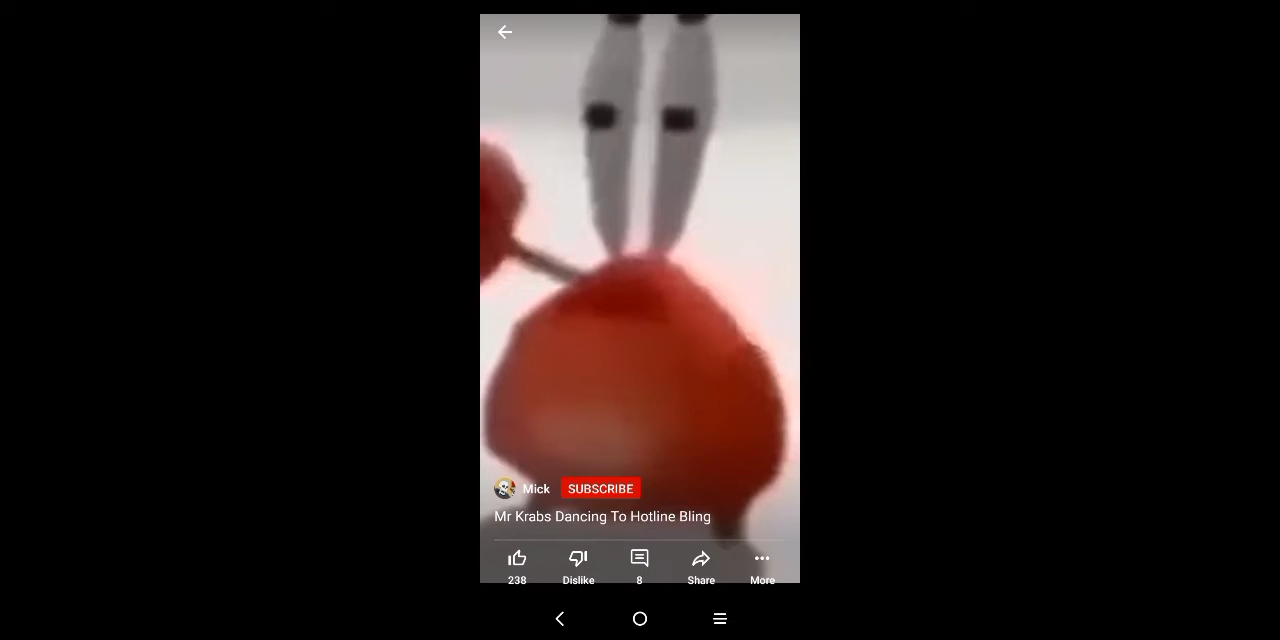 Mick SUBSCRIBE
Mr Krabs Dancing To Hotline Bling
238 Dislike 8 Share More